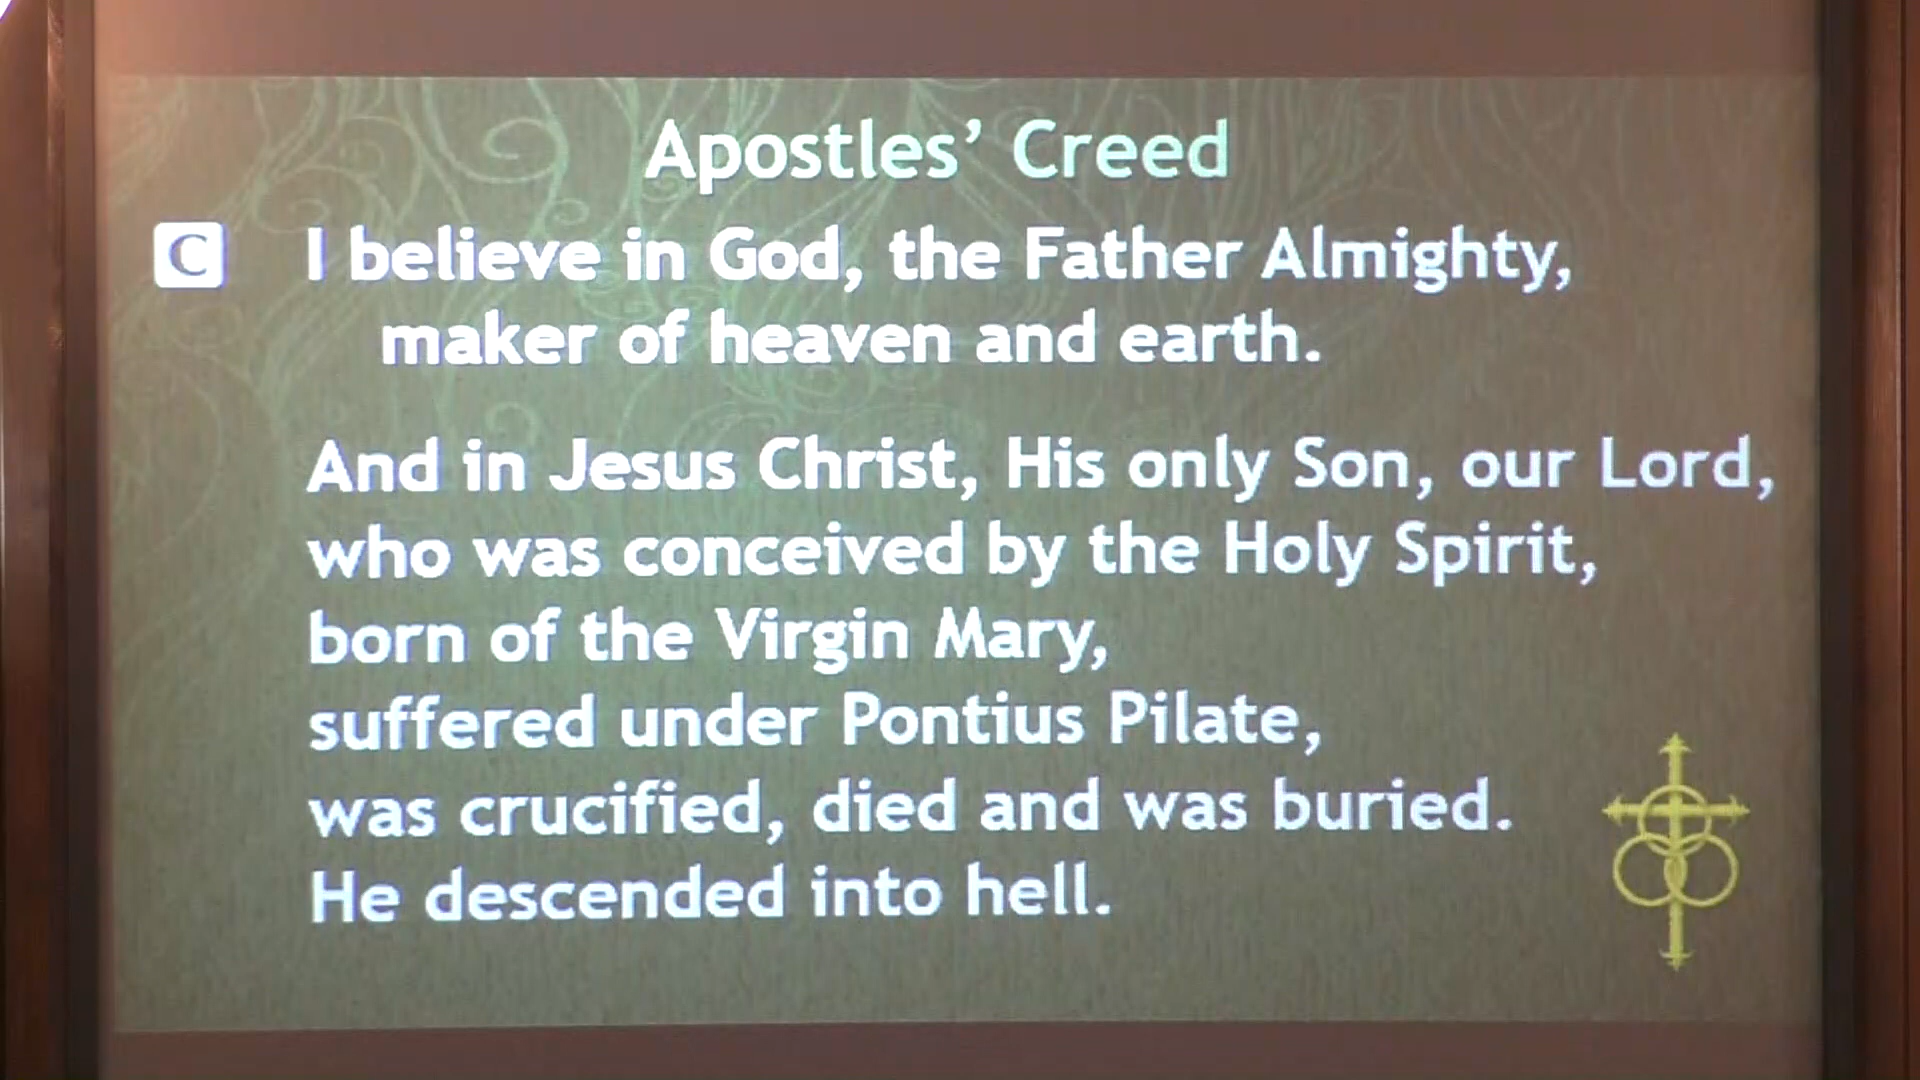 Apostles’ Creed
C I believe in God, the Father Almighty,
maker of heaven and earth.
And in Jesus Christ, His only Son, our Lord,
who was conceived by the Holy Spirit,
born of the Virgin Mary,
suffered under Pontius Pilate,
was crucified, died and was buried.
He descended into hell.